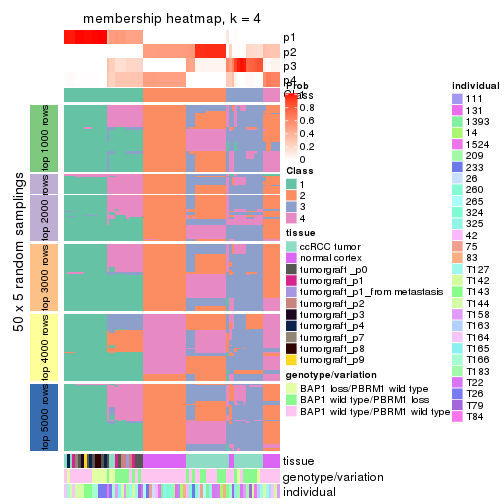 membership heatmap, k = 4
p1
p2
p3
p4
Class
50 x 5 random samplings
top 1000 rows
top 2000 rows
top 3000 rows
top 4000 rows
top 5000 rows
tissue
genotype/variation
individual
Prob
1
0.8
0.6
0.4
0.2
0
Class
1
2
3
4
tissue
ccRCC tumor
normal cortex
tumorgraft _p0
tumorgraft_p1
tumorgraft_p1_from metastasis
tumorgraft_p2
tumorgraft_p3
tumorgraft_p4
tumorgraft_p7
tumorgraft_p8
tumorgraft_p9
genotype/variation
BAP1 loss/PBRM1 wild type
BAP1 wild type/PBRM1 loss
BAP1 wild type/PBRM1 wild type
individual
111
131
1393
14
1524
209
233
26
260
265
324
325
42
75
83
T127
T142
T143
T144
T158
T163
T164
T165
T166
T183
T22
T26
T79
T84